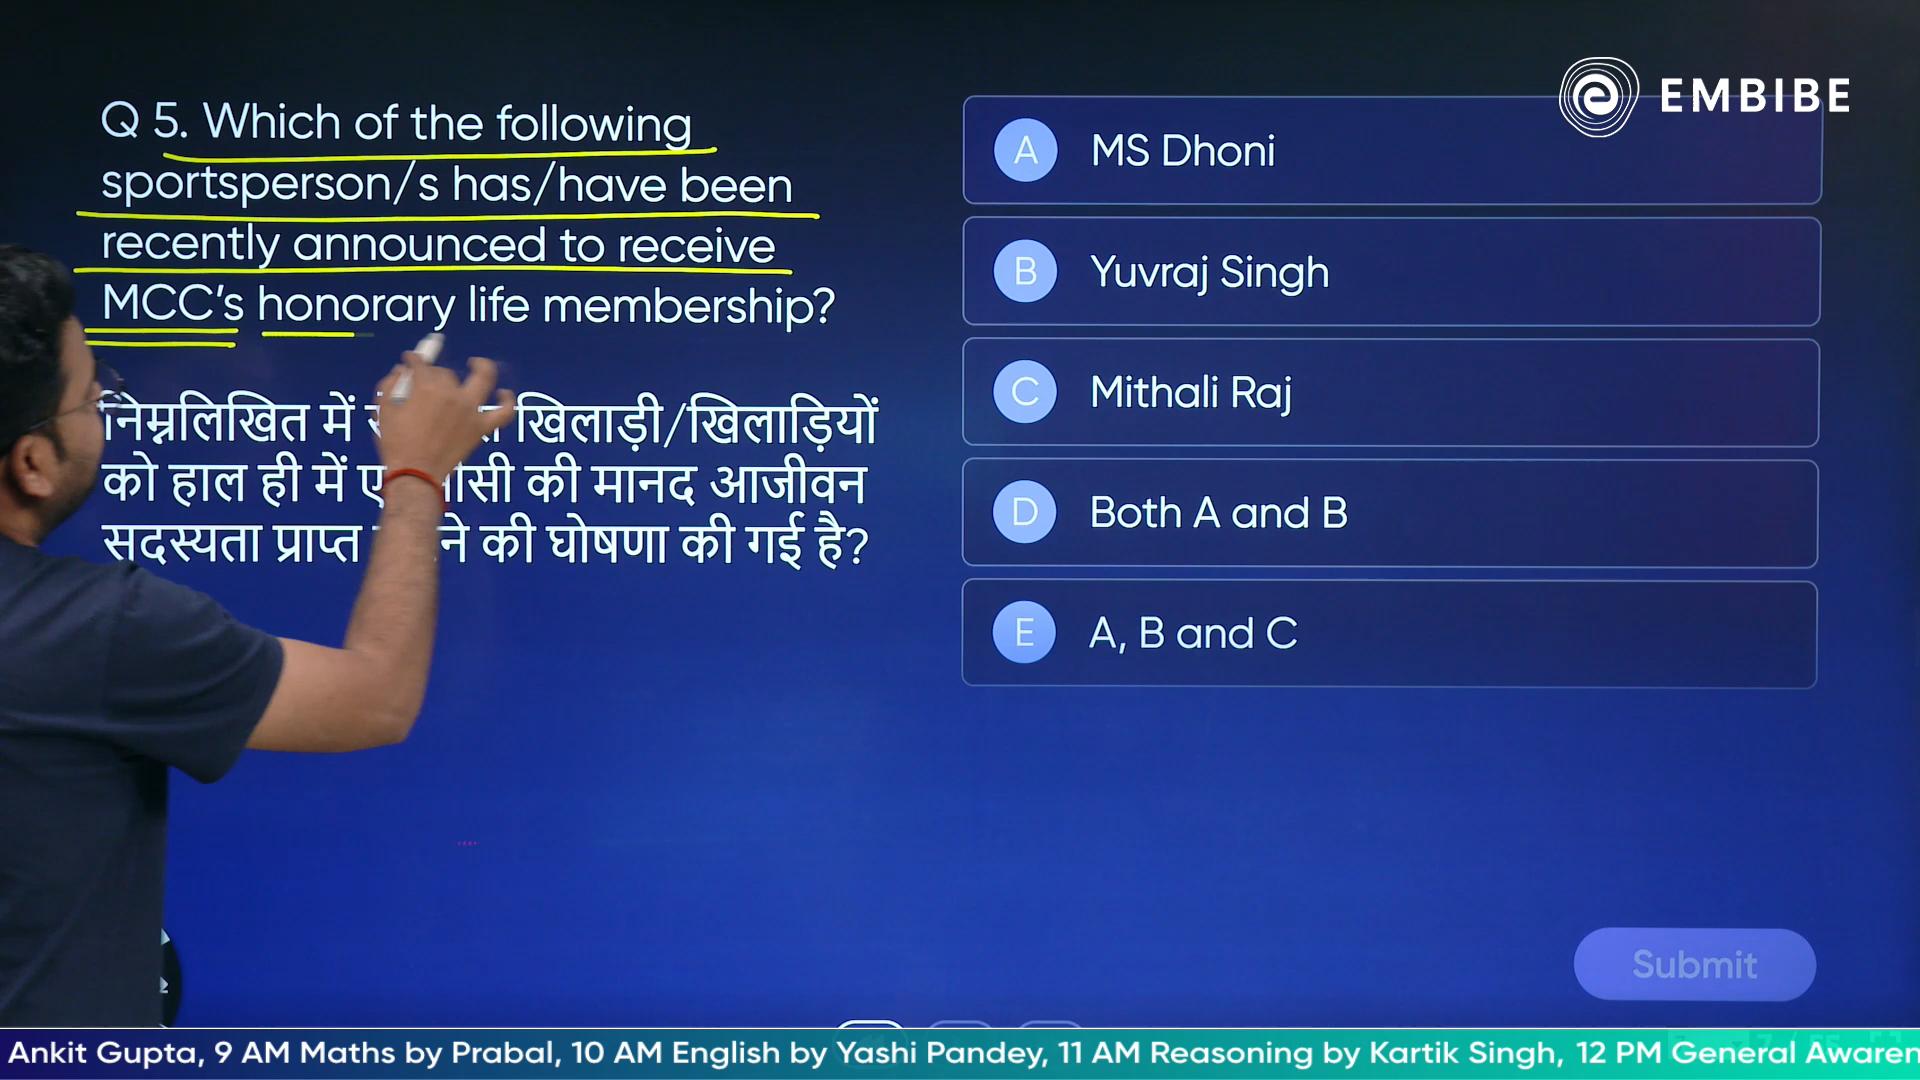 EMBIBE
Q 5. Which of the following
sportsperson/s has/have been
recently announced to receive
MCC's honorary life membership?
निम्नलिखित में खिलाड़ी/खिलाड़ियों
को हाल ही में की मानद आजीवन
सदस्यता प्राप्त की घोषणा की गई है?
A MS Dhoni
B Yuvraj Singh
C Mithali Raj
D Both A and B
E A, B and C
Submit
Ankit Gupta, 9 AM Maths by Prabal, 10 AM English by Yashi Pandey, 11 AM Reasoning by Kartik Singh, 12 PM General Awaren